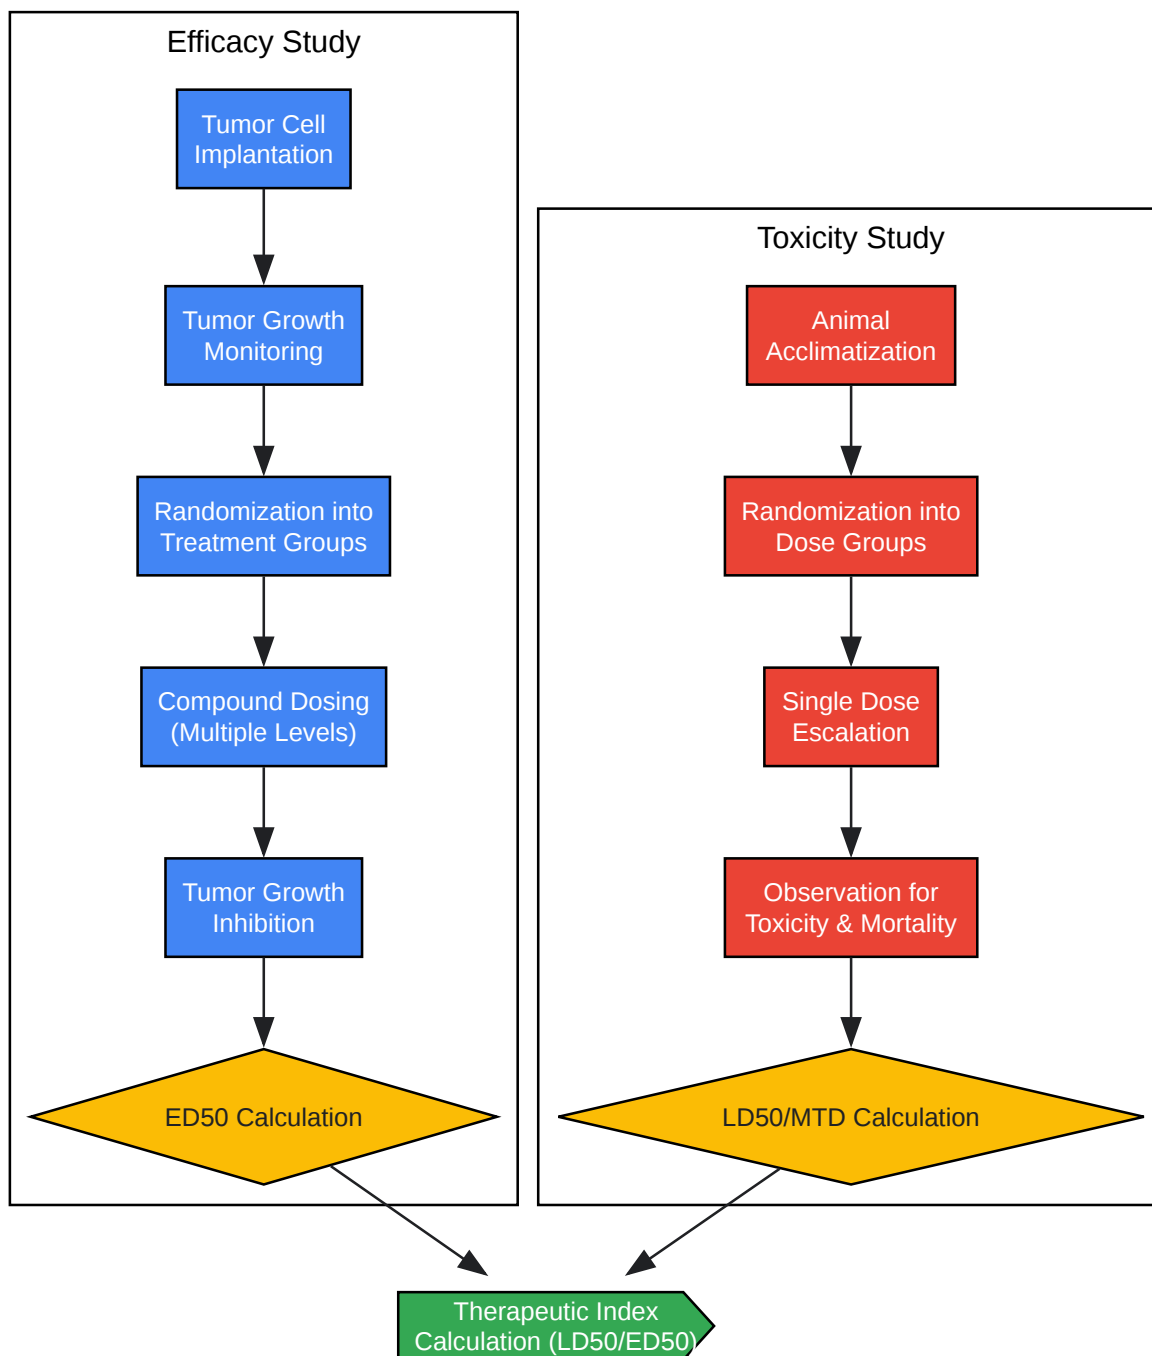 Efficacy Study
Tumor Cell
Implantation
Tumor Growth
Monitoring
Randomization into
Treatment Groups
Compound Dosing
(Multiple Levels)
Tumor Growth
Inhibition
ED50 Calculation
Toxicity Study
Animal
Acclimatization
Randomization into
Dose Groups
Single Dose
Escalation
Observation for
Toxicity & Mortality
LD50/MTD Calculation
Therapeutic Index
Calculation (LD50/ED50)